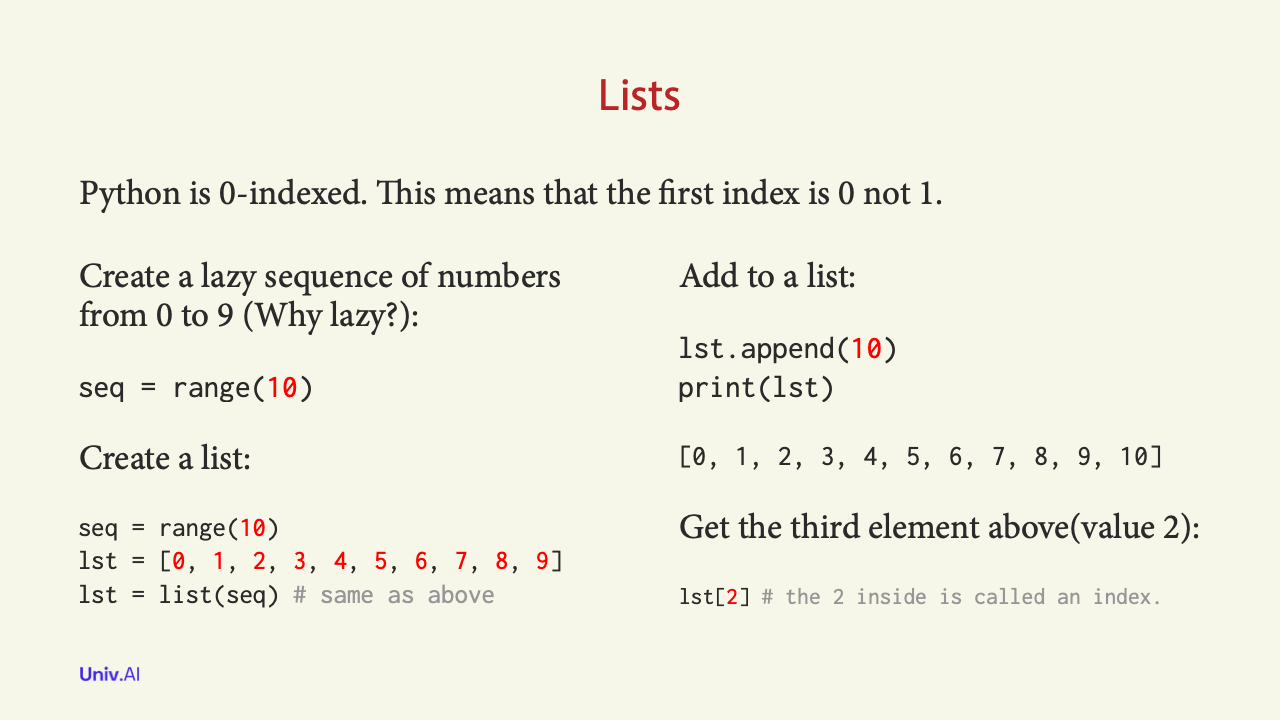 Lists
Python is 0-indexed. This means that the first index is 0 not 1.
Create a lazy sequence of numbers
from 0 to 9 (Why lazy?):
seq = range(10)
Create a list:
seq = range(10)
lst = [0, 1, 2, 3, 4, 5, 6, 7, 8, 9]
lst = list(seq) # same as above
Add to a list:
lst.append(10)
print(lst)
[0, 1, 2, 3, 4, 5, 6, 7, 8, 9, 10]
Get the third element above(value 2):
lst[2] # the 2 inside is called an index.
Univ.AI